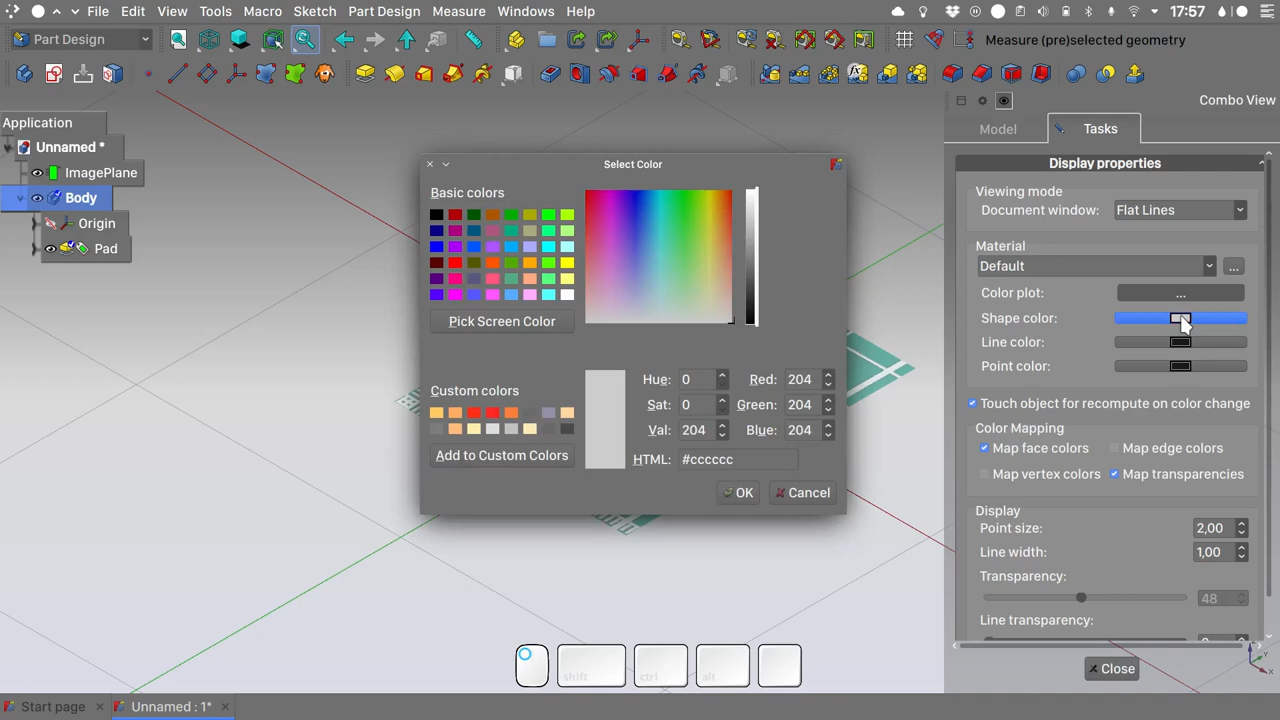 File Edit View Tools Macro Sketch Part Design Measure Windows Help 17:57
Part Design Measure (pre)selected geometry
Application
Unnamed *
ImagePlane
Body
Origin
Pad
Select Color
Basic colors
Pick Screen Color
Custom colors
Add to Custom Colors
Hue: 0 Red: 204
Sat: 0 Green: 204
Val: 204 Blue: 204
HTML: #cccccc
OK Cancel
Combo View
Model Tasks
Display properties
Viewing mode
Document window: Flat Lines
Material
Default ...
Color plot: ...
Shape color:
Line color:
Point color:
Touch object for recompute on color change
Color Mapping
Map face colors Map edge colors
Map vertex colors Map transparencies
Display
Point size: 2,00
Line width: 1,00
Transparency:
48
Line transparency:
Close
shift ctrl alt
Start page Unnamed : 1*